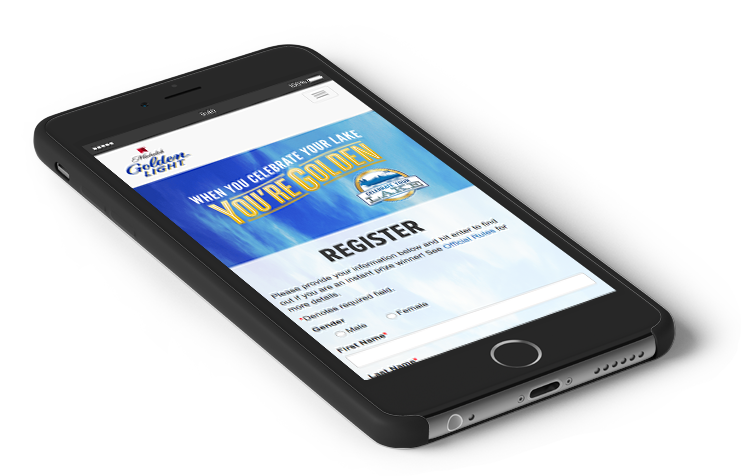 9:40
100%
Michelob
Golden
LIGHT
WHEN YOU CELEBRATE YOUR LAKE
YOU'RE GOLDEN
CELEBRATE YOUR
LAKE
REGISTER
Please provide your information below and hit enter to find
out if you are an instant prize winner! See Official Rules for
more details.
*Denotes required field.
Gender
Male Female
First Name*
Last Name*